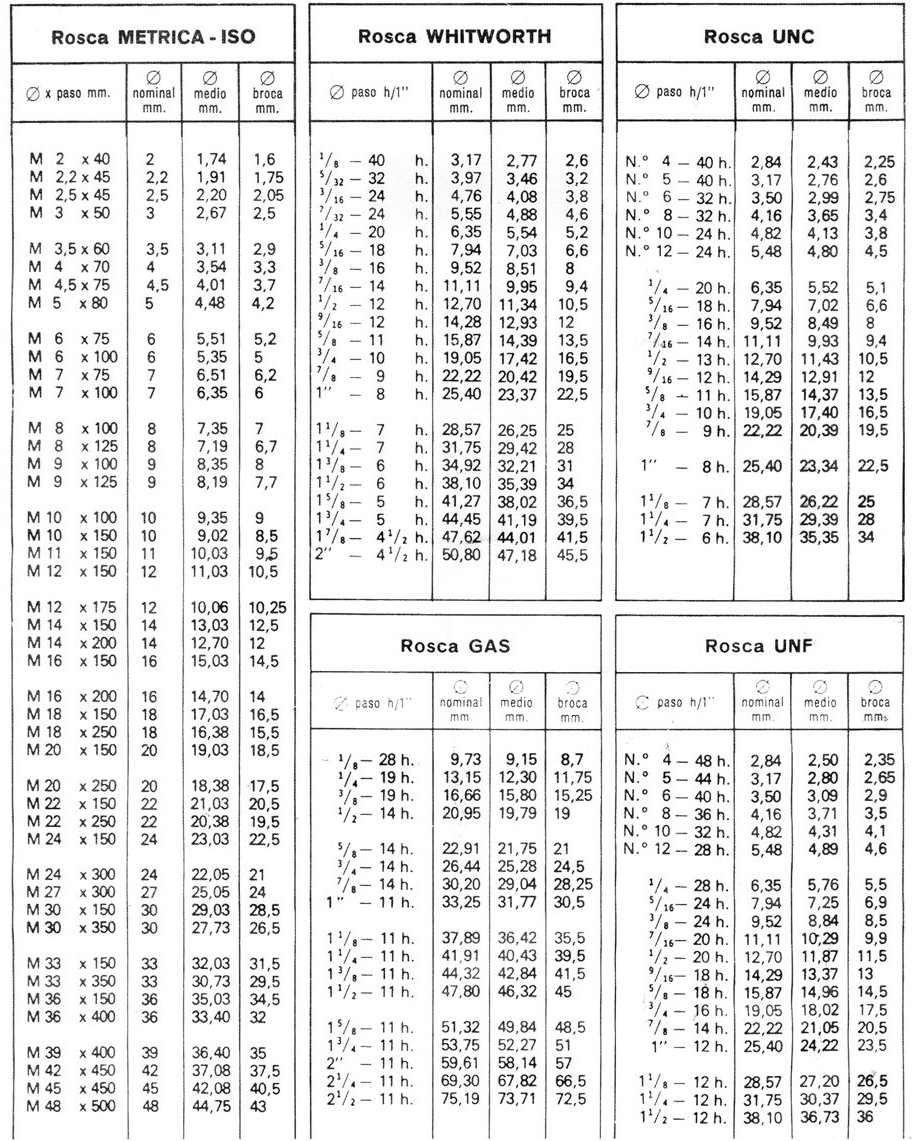 Rosca METRICA - ISO
∅ x paso mm. ∅ nominal mm. ∅ medio mm. ∅ broca mm.
M 2 x 40 2 1,74 1,6
M 2,2 x 45 2,2 1,91 1,75
M 2,5 x 45 2,5 2,20 2,05
M 3 x 50 3 2,67 2,5
M 3,5 x 60 3,5 3,11 2,9
M 4 x 70 4 3,54 3,3
M 4,5 x 75 4,5 4,01 3,7
M 5 x 80 5 4,48 4,2
M 6 x 75 6 5,51 5,2
M 6 x 100 6 5,35 5
M 7 x 75 7 6,51 6,2
M 7 x 100 7 6,35 6
M 8 x 100 8 7,35 7
M 8 x 125 8 7,19 6,7
M 9 x 100 9 8,35 8
M 9 x 125 9 8,19 7,7
M 10 x 100 10 9,35 9
M 10 x 150 10 9,02 8,5
M 11 x 150 11 10,03 9,5
M 12 x 150 12 11,03 10,5
M 12 x 175 12 10,06 10,25
M 14 x 150 14 13,03 12,5
M 14 x 200 14 12,70 12
M 16 x 150 16 15,03 14,5
M 16 x 200 16 14,70 14
M 18 x 150 18 17,03 16,5
M 18 x 250 18 16,38 15,5
M 20 x 150 20 19,03 18,5
M 20 x 250 20 18,38 17,5
M 22 x 150 22 21,03 20,5
M 22 x 250 22 20,38 19,5
M 24 x 150 24 23,03 22,5
M 24 x 300 24 22,05 21
M 27 x 300 27 25,05 24
M 30 x 150 30 29,03 28,5
M 30 x 350 30 27,73 26,5
M 33 x 150 33 32,03 31,5
M 33 x 350 33 30,73 29,5
M 36 x 150 36 35,03 34,5
M 36 x 400 36 33,40 32
M 39 x 400 39 36,40 35
M 42 x 450 42 37,08 37,5
M 45 x 450 45 42,08 40,5
M 48 x 500 48 44,75 43
Rosca WHITWORTH
∅ paso h/1" ∅ nominal mm. ∅ medio mm. ∅ broca mm.
1/8 – 40 h. 3,17 2,77 2,6
5/32 – 32 h. 3,97 3,46 3,2
3/16 – 24 h. 4,76 4,08 3,8
7/32 – 24 h. 5,55 4,88 4,6
1/4 – 20 h. 6,35 5,54 5,2
5/16 – 18 h. 7,94 7,03 6,6
3/8 – 16 h. 9,52 8,51 8
7/16 – 14 h. 11,11 9,95 9,4
1/2 – 12 h. 12,70 11,34 10,5
9/16 – 12 h. 14,28 12,93 12
5/8 – 11 h. 15,87 14,39 13,5
3/4 – 10 h. 19,05 17,42 16,5
7/8 – 9 h. 22,22 20,42 19,5
1" – 8 h. 25,40 23,37 22,5
1 1/8 – 7 h. 28,57 26,25 25
1 1/4 – 7 h. 31,75 29,42 28
1 3/8 – 6 h. 34,92 32,21 31
1 1/2 – 6 h. 38,10 35,39 34
1 5/8 – 5 h. 41,27 38,02 36,5
1 3/4 – 5 h. 44,45 41,19 39,5
1 7/8 – 4 1/2 h. 47,62 44,01 41,5
2" – 4 1/2 h. 50,80 47,18 45,5
Rosca UNC
∅ paso h/1" ∅ nominal mm. ∅ medio mm. ∅ broca mm.
N.º 4 – 40 h. 2,84 2,43 2,25
N.º 5 – 40 h. 3,17 2,76 2,6
N.º 6 – 32 h. 3,50 2,99 2,75
N.º 8 – 32 h. 4,16 3,65 3,4
N.º 10 – 24 h. 4,82 4,13 3,8
N.º 12 – 24 h. 5,48 4,80 4,5
1/4 – 20 h. 6,35 5,52 5,1
5/16 – 18 h. 7,94 7,02 6,6
3/8 – 16 h. 9,52 8,49 8
7/16 – 14 h. 11,11 9,93 9,4
1/2 – 13 h. 12,70 11,43 10,5
9/16 – 12 h. 14,29 12,91 12
5/8 – 11 h. 15,87 14,37 13,5
3/4 – 10 h. 19,05 17,40 16,5
7/8 – 9 h. 22,22 20,39 19,5
1" – 8 h. 25,40 23,34 22,5
1 1/8 – 7 h. 28,57 26,22 25
1 1/4 – 7 h. 31,75 29,39 28
1 1/2 – 6 h. 38,10 35,35 34
Rosca GAS
∅ paso h/1" ∅ nominal mm. ∅ medio mm. ∅ broca mm.
1/8 – 28 h. 9,73 9,15 8,7
1/4 – 19 h. 13,15 12,30 11,75
3/8 – 19 h. 16,66 15,80 15,25
1/2 – 14 h. 20,95 19,79 19
5/8 – 14 h. 22,91 21,75 21
3/4 – 14 h. 26,44 25,28 24,5
7/8 – 14 h. 30,20 29,04 28,25
1" – 11 h. 33,25 31,77 30,5
1 1/8 – 11 h. 37,89 36,42 35,5
1 1/4 – 11 h. 41,91 40,43 39,5
1 3/8 – 11 h. 44,32 42,84 41,5
1 1/2 – 11 h. 47,80 46,32 45
1 5/8 – 11 h. 51,32 49,84 48,5
1 3/4 – 11 h. 53,75 52,27 51
2" – 11 h. 59,61 58,14 57
2 1/4 – 11 h. 69,30 67,82 66,5
2 1/2 – 11 h. 75,19 73,71 72,5
Rosca UNF
∅ paso h/1" ∅ nominal mm. ∅ medio mm. ∅ broca mm.
N.º 4 – 48 h. 2,84 2,50 2,35
N.º 5 – 44 h. 3,17 2,80 2,65
N.º 6 – 40 h. 3,50 3,09 2,9
N.º 8 – 36 h. 4,16 3,71 3,5
N.º 10 – 32 h. 4,82 4,31 4,1
N.º 12 – 28 h. 5,48 4,89 4,6
1/4 – 28 h. 6,35 5,76 5,5
5/16 – 24 h. 7,94 7,25 6,9
3/8 – 24 h. 9,52 8,84 8,5
7/16 – 20 h. 11,11 10,29 9,9
1/2 – 20 h. 12,70 11,87 11,5
9/16 – 18 h. 14,29 13,37 13
5/8 – 18 h. 15,87 14,96 14,5
3/4 – 16 h. 19,05 18,02 17,5
7/8 – 14 h. 22,22 21,05 20,5
1" – 12 h. 25,40 24,22 23,5
1 1/8 – 12 h. 28,57 27,20 26,5
1 1/4 – 12 h. 31,75 30,37 29,5
1 1/2 – 12 h. 38,10 36,73 36